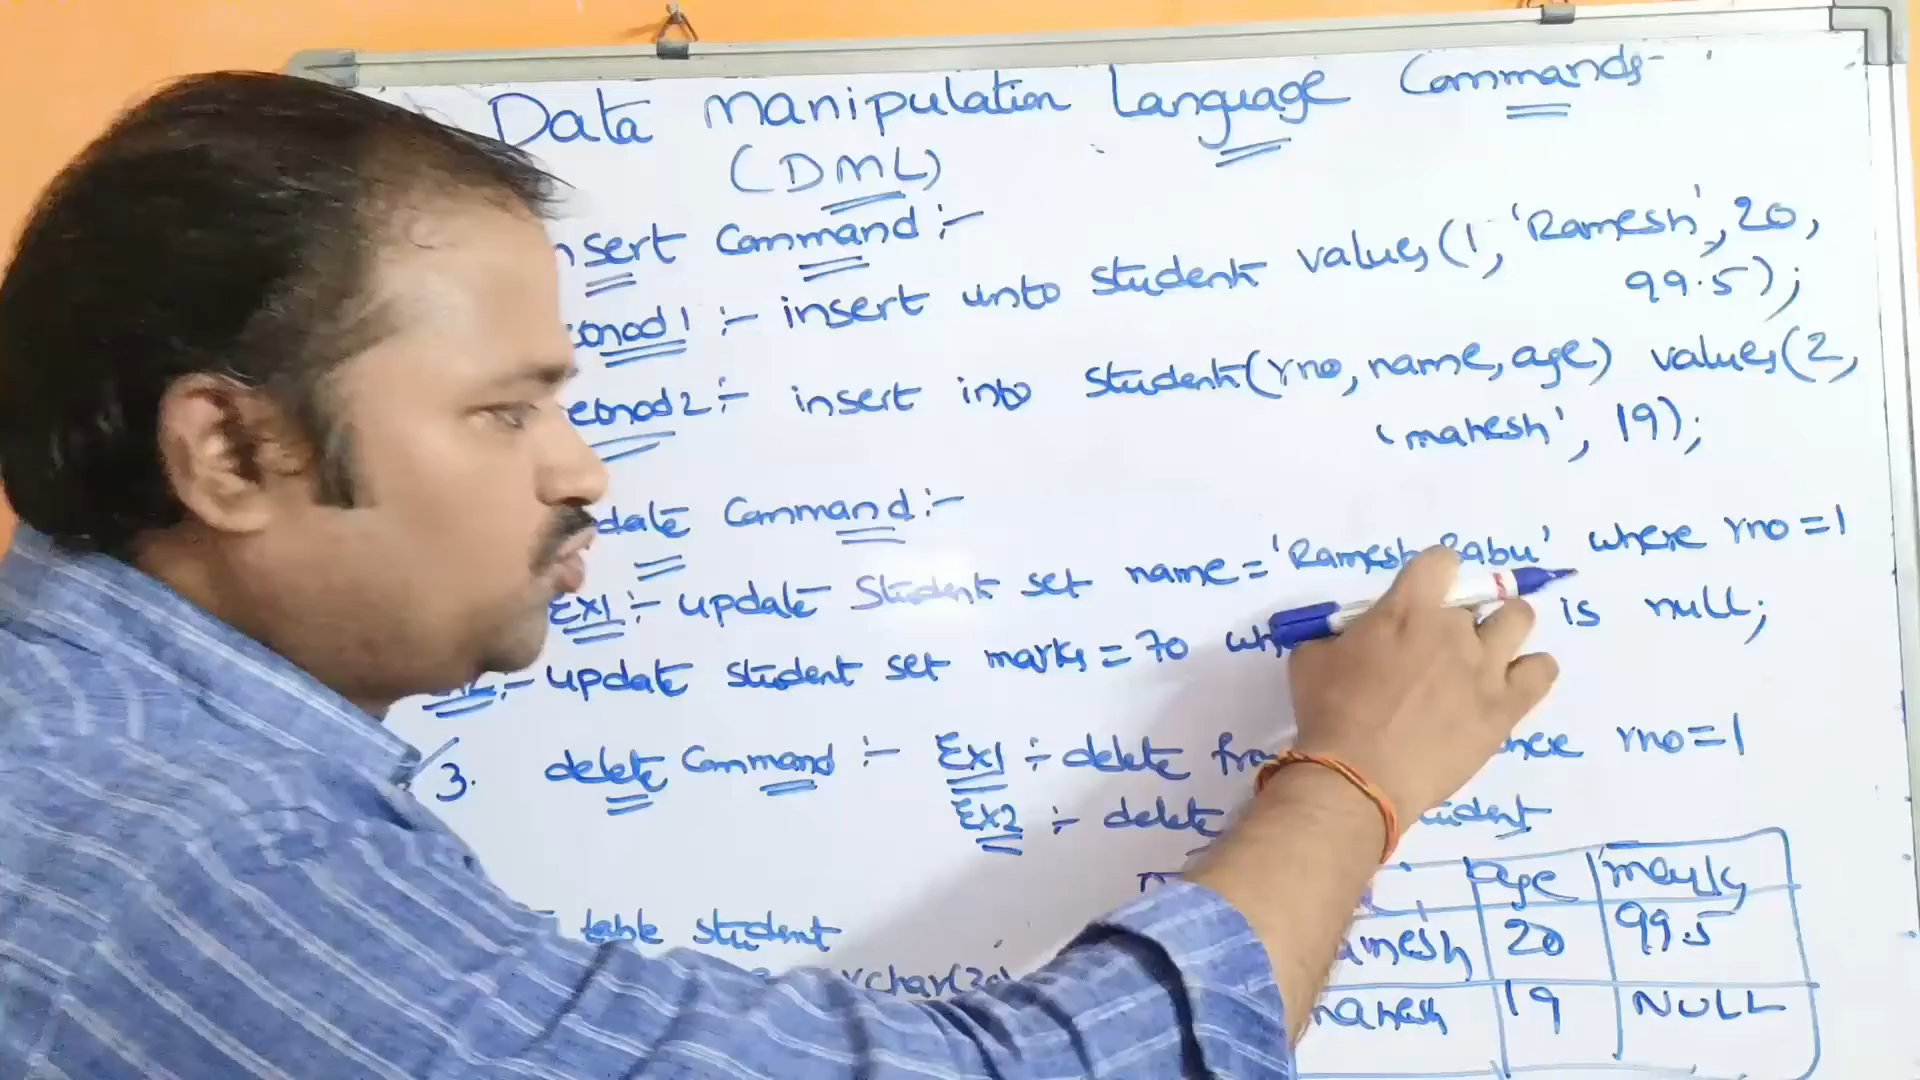 Data manipulation Language Commands-
(DML)
nsert Command :-
1 :- insert into student values(1, 'Ramesh', 20,
99.5);
2 :- insert into student(rno, name, age) values(2,
'mahesh', 19);
date Command :-
Ex1 :- update Student set name = 'Ramesh Babu' where rno = 1
:- update student set marks = 70 is null;
3. delete Command :- Ex1 :- delete rno = 1
Ex2 :- delete
age marks
amesh 20 99.5
mahesh 19 NULL
table student